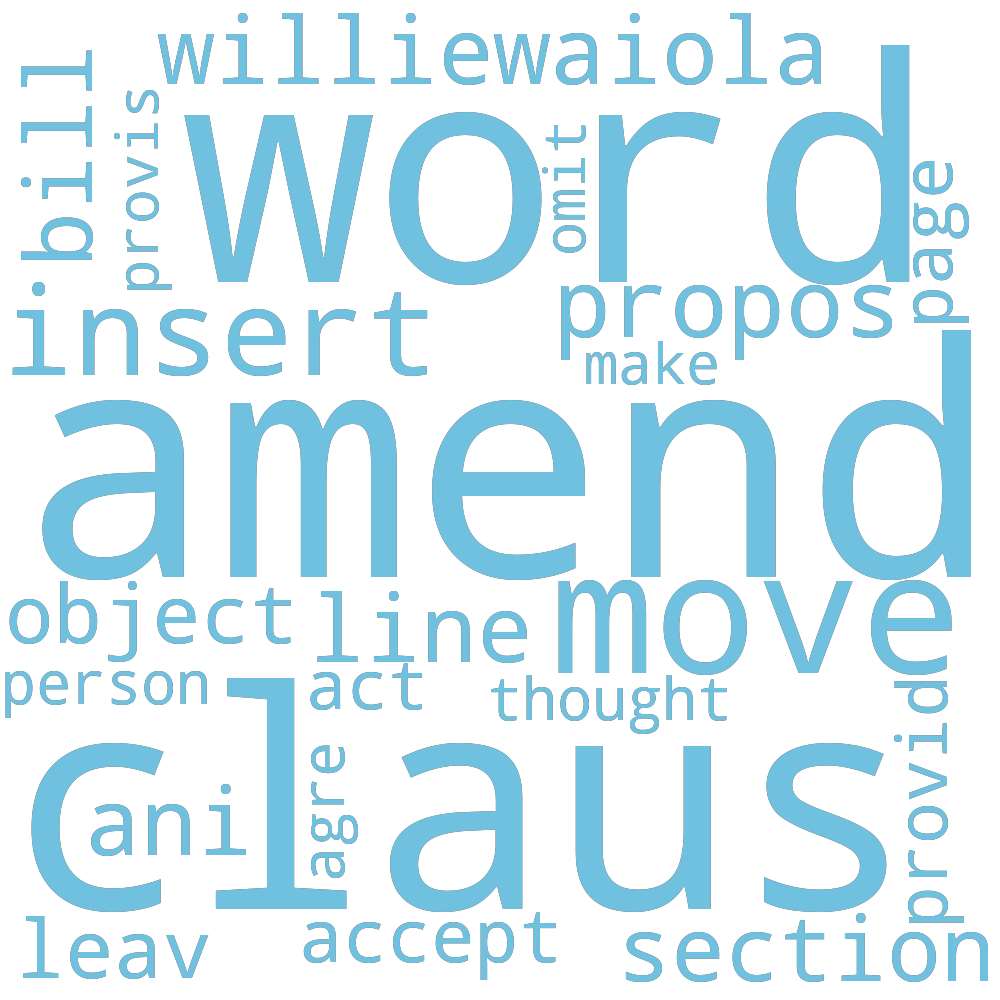 williewaiola
bill
provis
word
omit
page
insert
propos
make
amend
object
line
move
person
act
thought
provid
claus
ani
agre
leav
accept
section